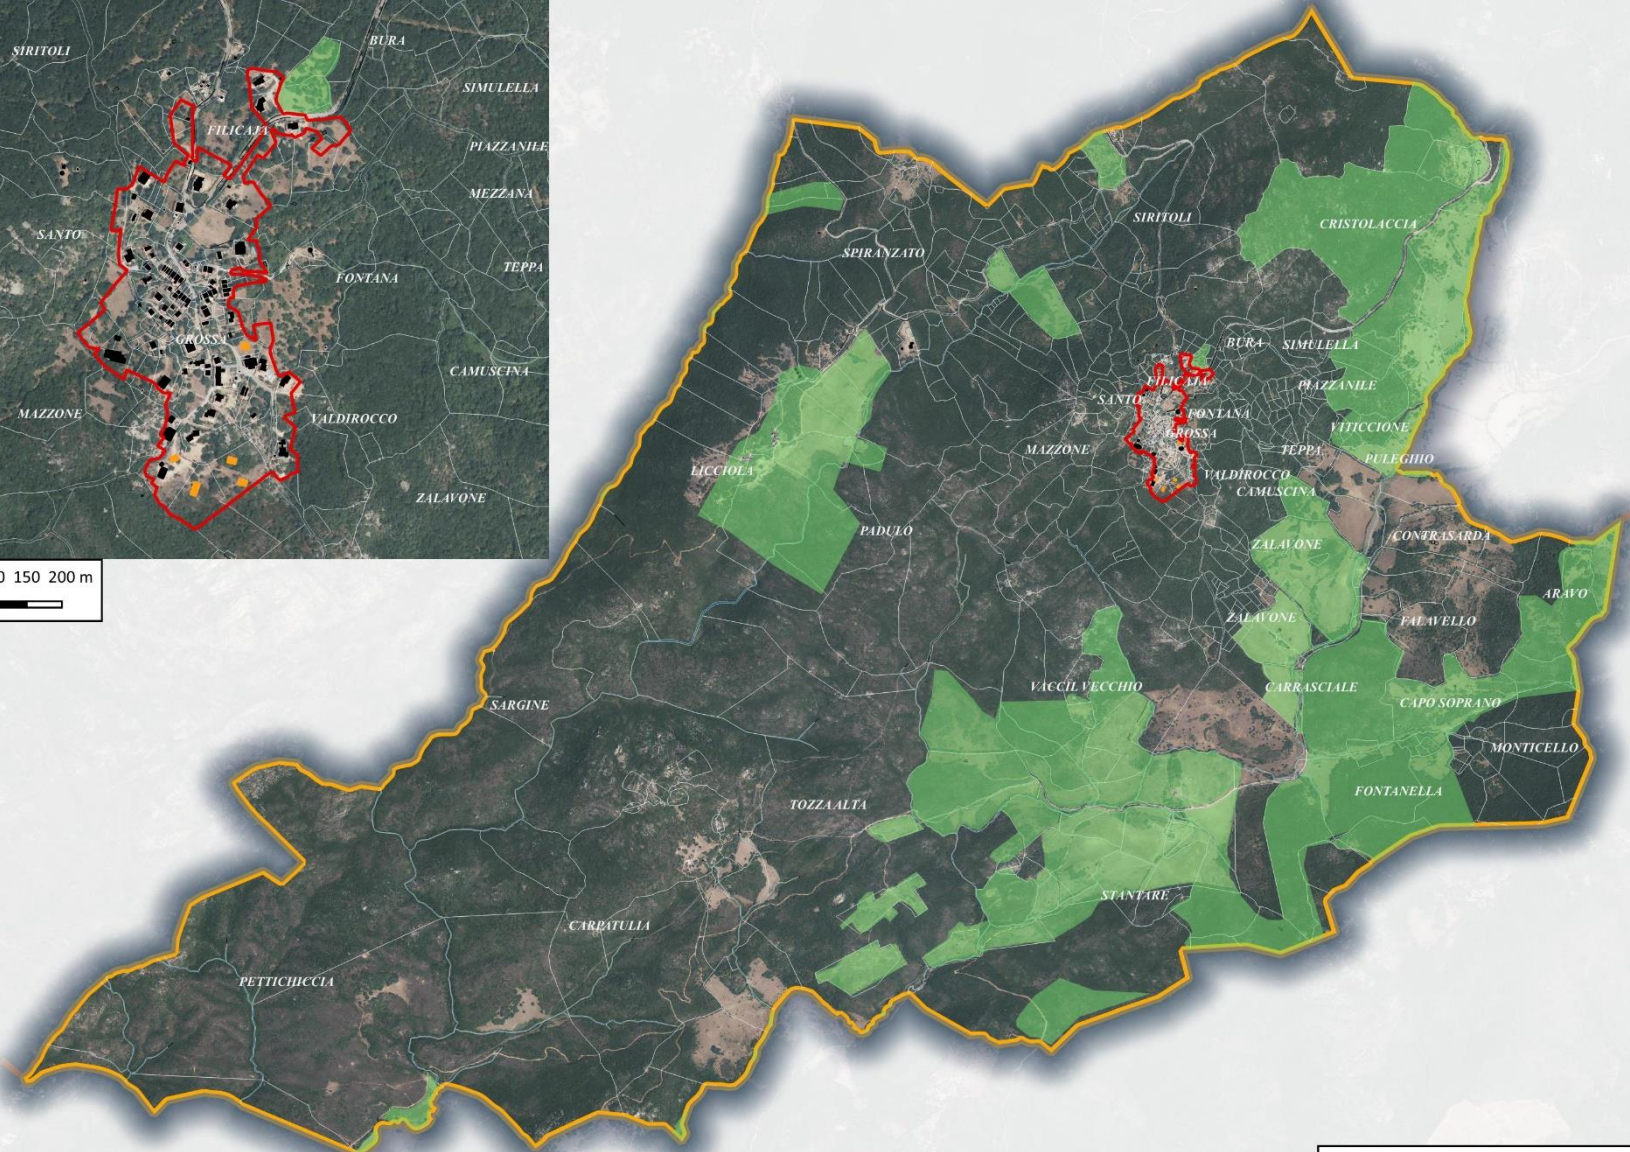 SIRITOLI
BURA
SIMULELLA
FILICAJA
PIAZZANILE
MEZZANA
SANTO
TEPPA
FONTANA
GROSSA
CAMUSCINA
MAZZONE
VALDIROCCO
ZALAVONE
0 150 200 m
SIRITOLI
CRISTOLACCIA
SPIRANZATO
BURA
SIMULELLA
FILICAJA
PIAZZANILE
SANTO
FONTANA
VITICCIONE
GROSSA
MAZZONE
TEPPA
PULEGHIO
LICCIOLA
VALDIROCCO
CAMUSCINA
PADULO
CONTRASARDA
ZALAVONE
ARAVO
ZALAVONE
FALAVELLO
VACCIL VECCHIO
CARRASCIALE
SARGINE
CAPO SOPRANO
MONTICELLO
FONTANELLA
TOZZA ALTA
STANTARE
CARPATULIA
PETTICHICCIA